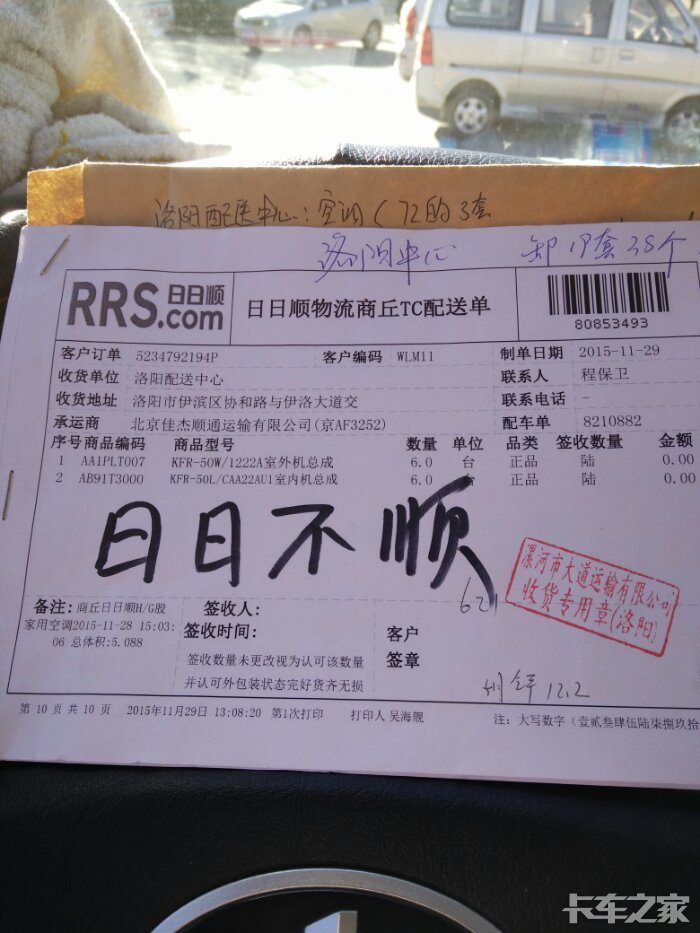 洛阳配送中心：空调（72的3套
洛阳中心 卸19套38个
RRS.com 日日顺
日日顺物流商丘TC配送单
80853493
客户订单 5234792194P 客户编码 WLM11 制单日期 2015-11-29
收货单位 洛阳配送中心 联系人 程保卫
收货地址 洛阳市伊滨区协和路与伊洛大道交 联系电话 -
承运商 北京佳杰顺通运输有限公司(京AF3252) 配车单 8210882
序号 商品编码 商品型号 数量 单位 品类 签收数量 金额
1 AA1PLT007 KFR-50W/1222A室外机总成 6.0 台 正品 陆 0.00
2 AB91T3000 KFR-50L/CAA22AU1室内机总成 6.0 台 正品 陆 0.00
日日不顺
漯河市大道运输有限公司
收货专用章(洛阳)
备注：商丘日日顺H/G股
家用空调2015-11-28 15:03:
06 总体积:5.088
签收人：
签收时间：
签收数量未更改视为认可该数量
并认可外包装状态完好货齐无损
客户
签章
12.2
第 10 页 共 10 页 2015年11月29日 13:08:20 第1次打印 打印人 吴海舰 注：大写数字（壹贰叁肆伍陆柒捌玖拾
卡车之家